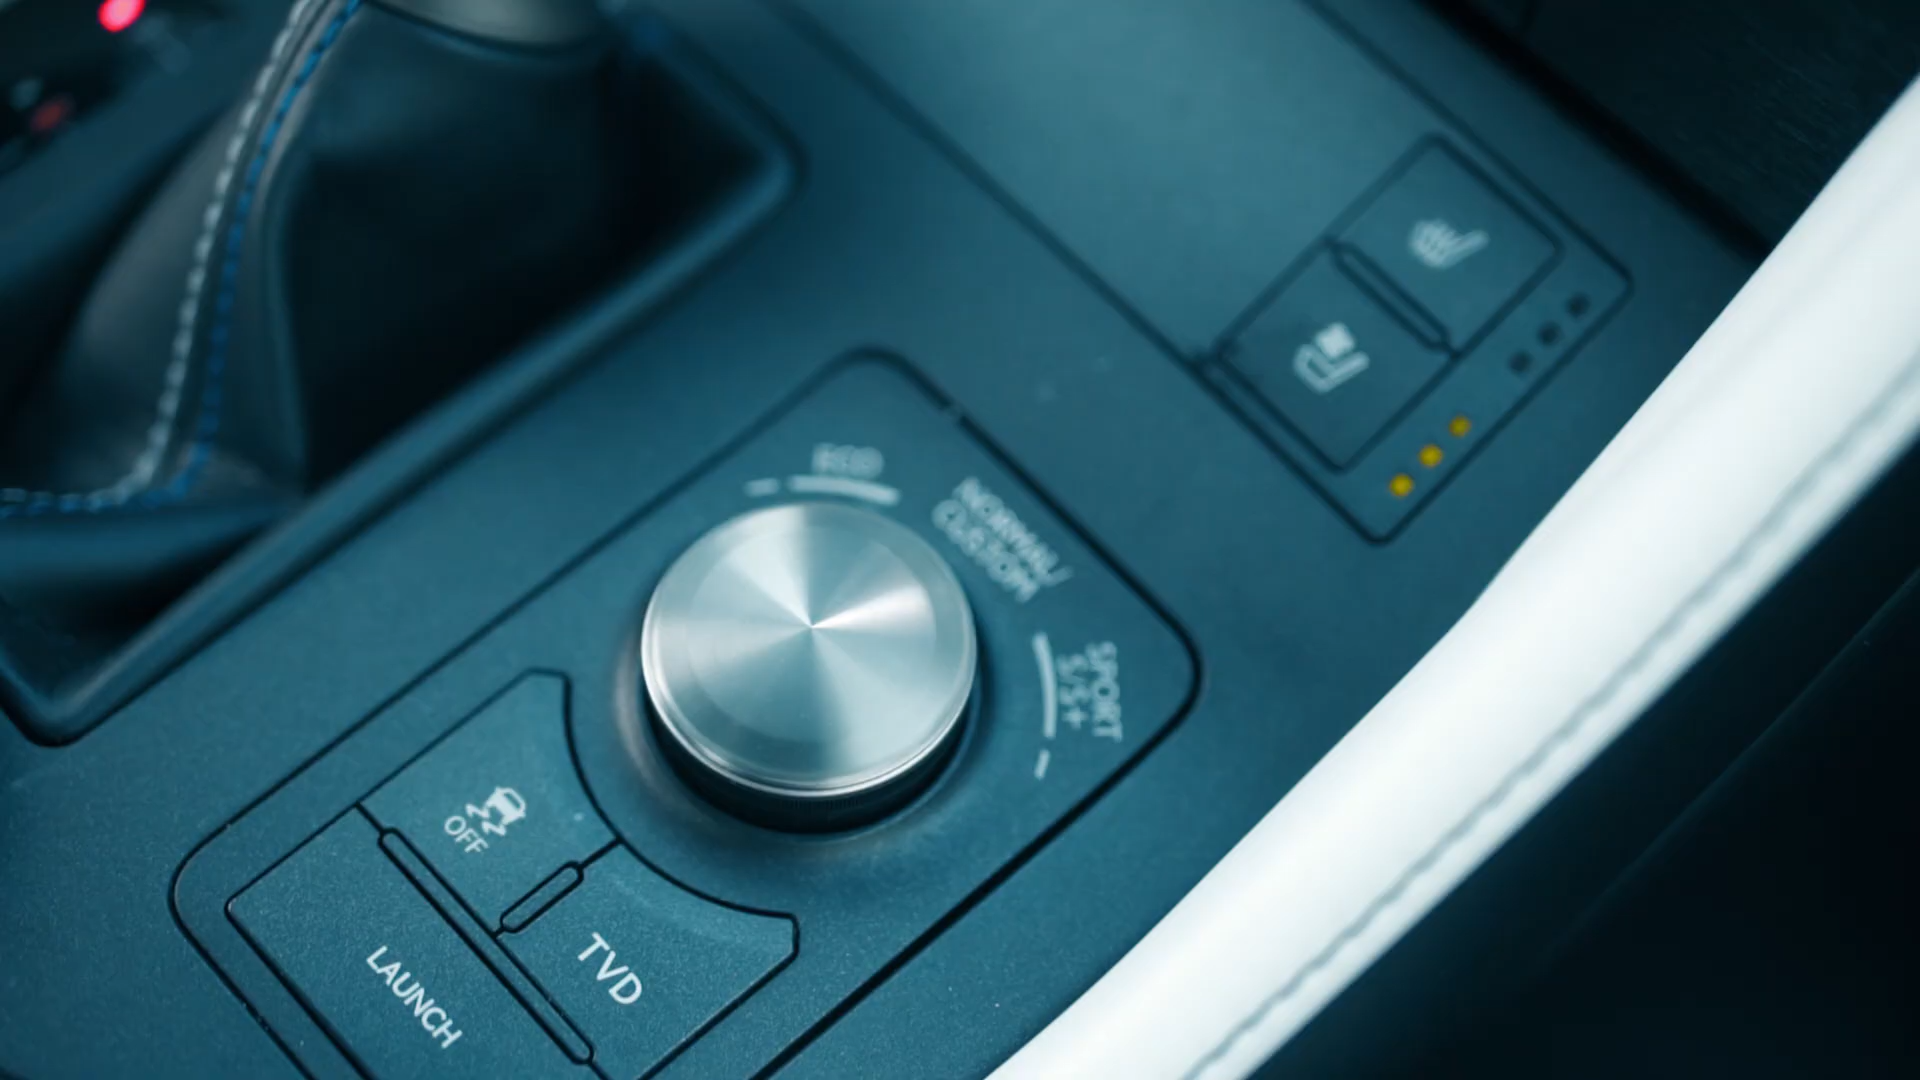 ECO
NORMAL/
CUSTOM
SPORT
S/S+
OFF
TVD
LAUNCH